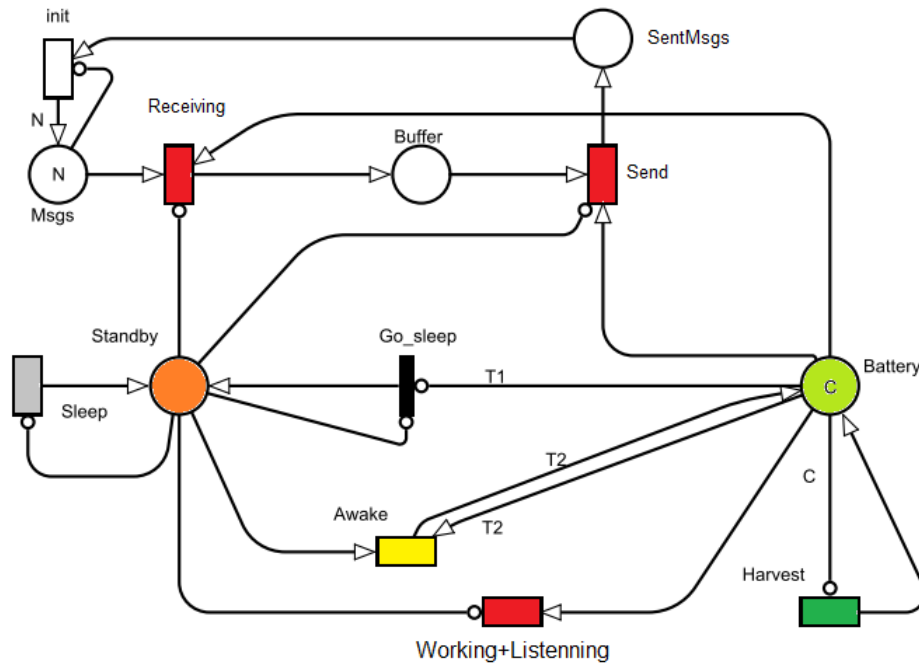 init
SentMsgs
Receiving
N
Buffer
N
Send
Msgs
Standby
Go_sleep
T1
Battery
C
Sleep
T2
C
Awake
T2
Harvest
Working+Listenning